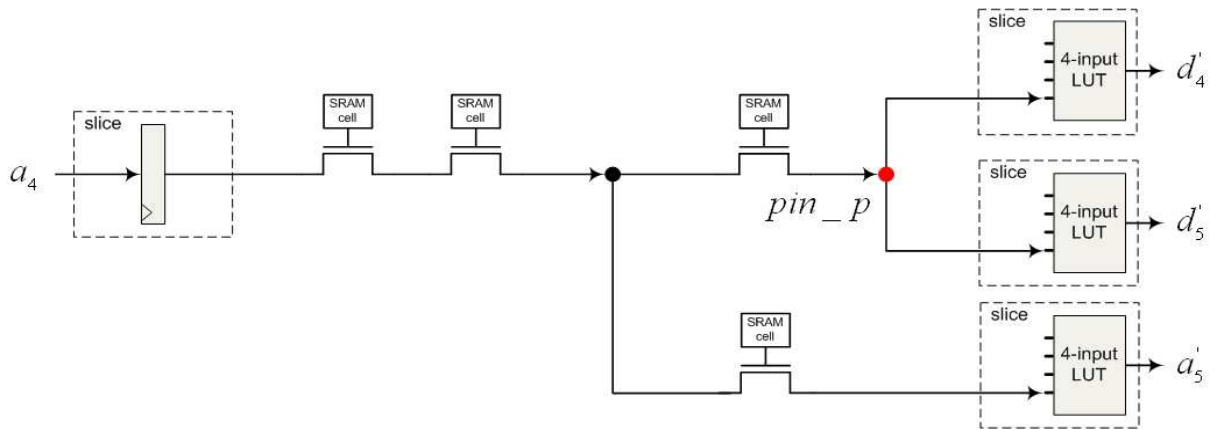 slice
4-input
LUT
d'4
SRAM
cell
SRAM
cell
SRAM
cell
slice
a4
pin_p
slice
4-input
LUT
d'5
slice
SRAM
cell
4-input
LUT
a'5